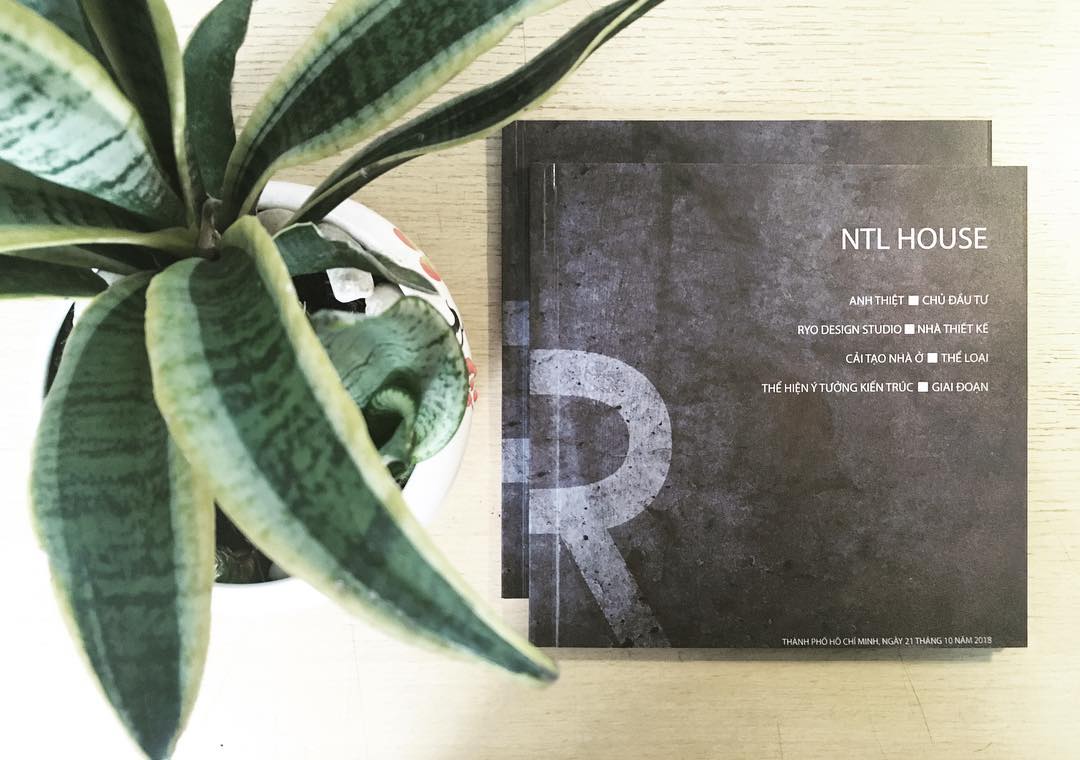 NTL HOUSE
ANH THIỆT ■ CHỦ ĐẦU TƯ
RYO DESIGN STUDIO ■ NHÀ THIẾT KẾ
CẢI TẠO NHÀ Ở ■ THỂ LOẠI
THỂ HIỆN Ý TƯỞNG KIẾN TRÚC ■ GIAI ĐOẠN
R
THÀNH PHỐ HỒ CHÍ MINH, NGÀY 21 THÁNG 10 NĂM 2018